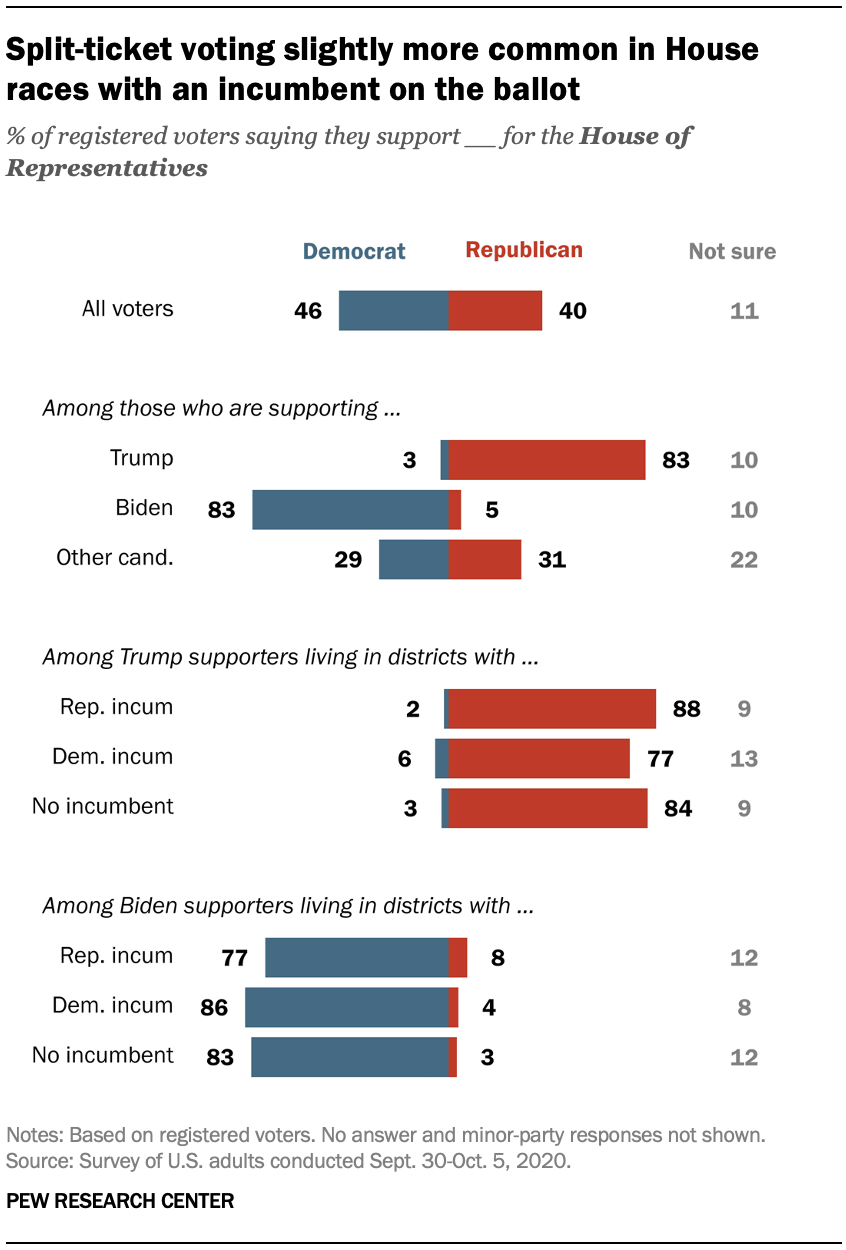 Split-ticket voting slightly more common in House
races with an incumbent on the ballot
% of registered voters saying they support __ for the House of
Representatives
Democrat Republican Not sure
All voters 46 40 11
Among those who are supporting ...
Trump 3 83 10
Biden 83 5 10
Other cand. 29 31 22
Among Trump supporters living in districts with ...
Rep. incum 2 88 9
Dem. incum 6 77 13
No incumbent 3 84 9
Among Biden supporters living in districts with ...
Rep. incum 77 8 12
Dem. incum 86 4 8
No incumbent 83 3 12
Notes: Based on registered voters. No answer and minor-party responses not shown.
Source: Survey of U.S. adults conducted Sept. 30-Oct. 5, 2020.
PEW RESEARCH CENTER